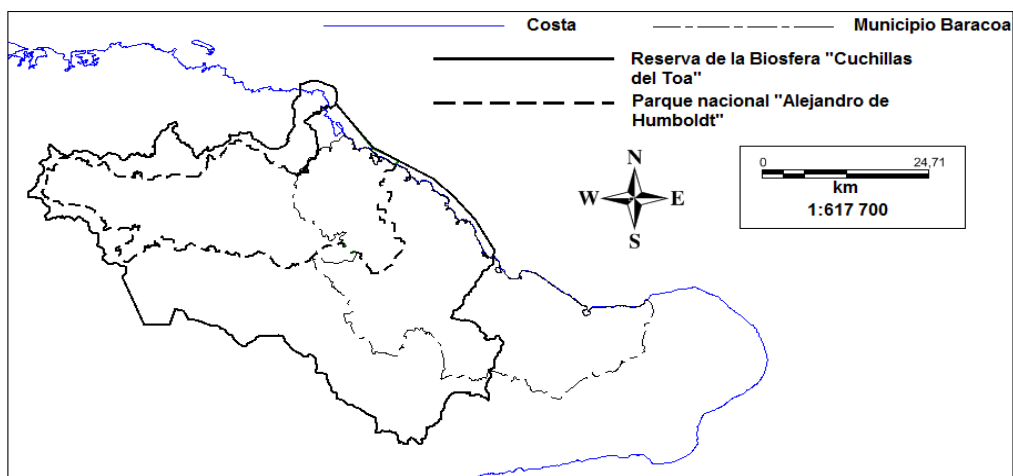 Costa
Municipio Baracoa
Reserva de la Biosfera "Cuchillas
del Toa"
Parque nacional "Alejandro de
Humboldt"
N
W E
S
0 24,71
km
1:617 700